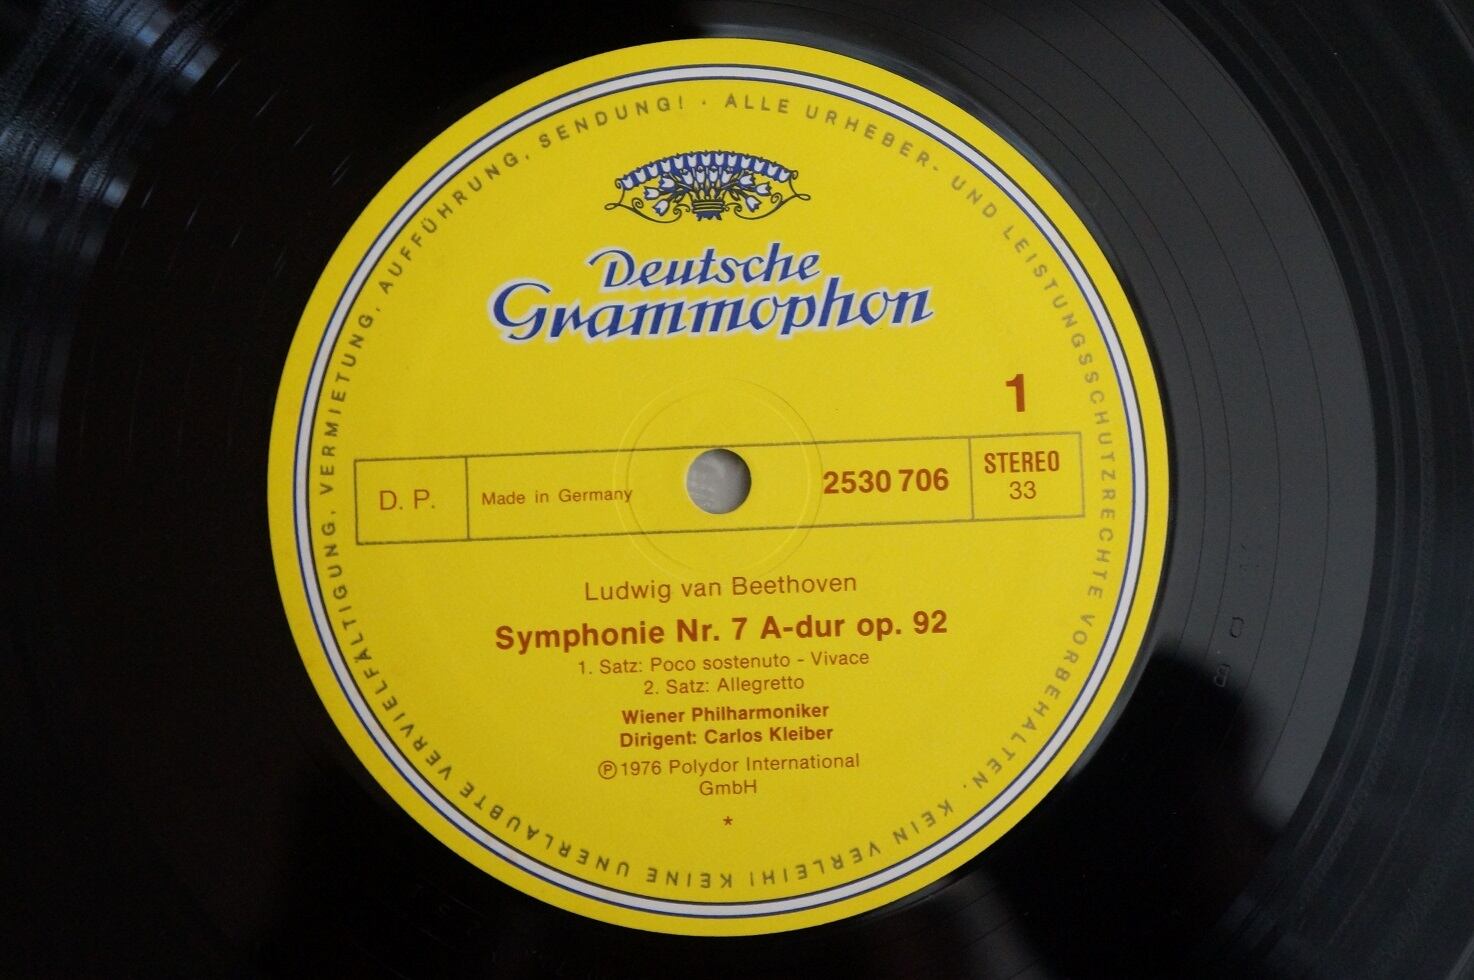 ALLE URHEBER- UND LEISTUNGSSCHUTZRECHTE VORBEHALTEN. KEIN VERLEIH! KEINE UNERLAUBTE VERVIELFÄLTIGUNG, VERMIETUNG, AUFFÜHRUNG, SENDUNG! ·
Deutsche
Grammophon
1
D. P.
Made in Germany
2530 706
STEREO
33
Ludwig van Beethoven
Symphonie Nr. 7 A-dur op. 92
1. Satz: Poco sostenuto - Vivace
2. Satz: Allegretto
Wiener Philharmoniker
Dirigent: Carlos Kleiber
℗ 1976 Polydor International
GmbH
*